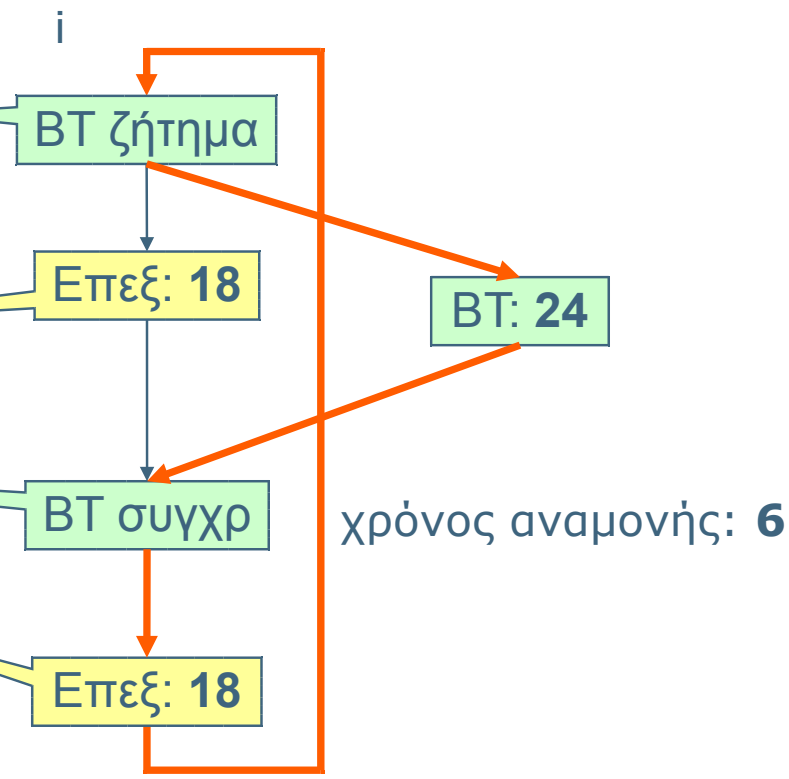 i
ΒΤ ζήτημα
Επεξ: 18
ΒΤ: 24
ΒΤ συγχρ
χρόνος αναμονής: 6
Επεξ: 18